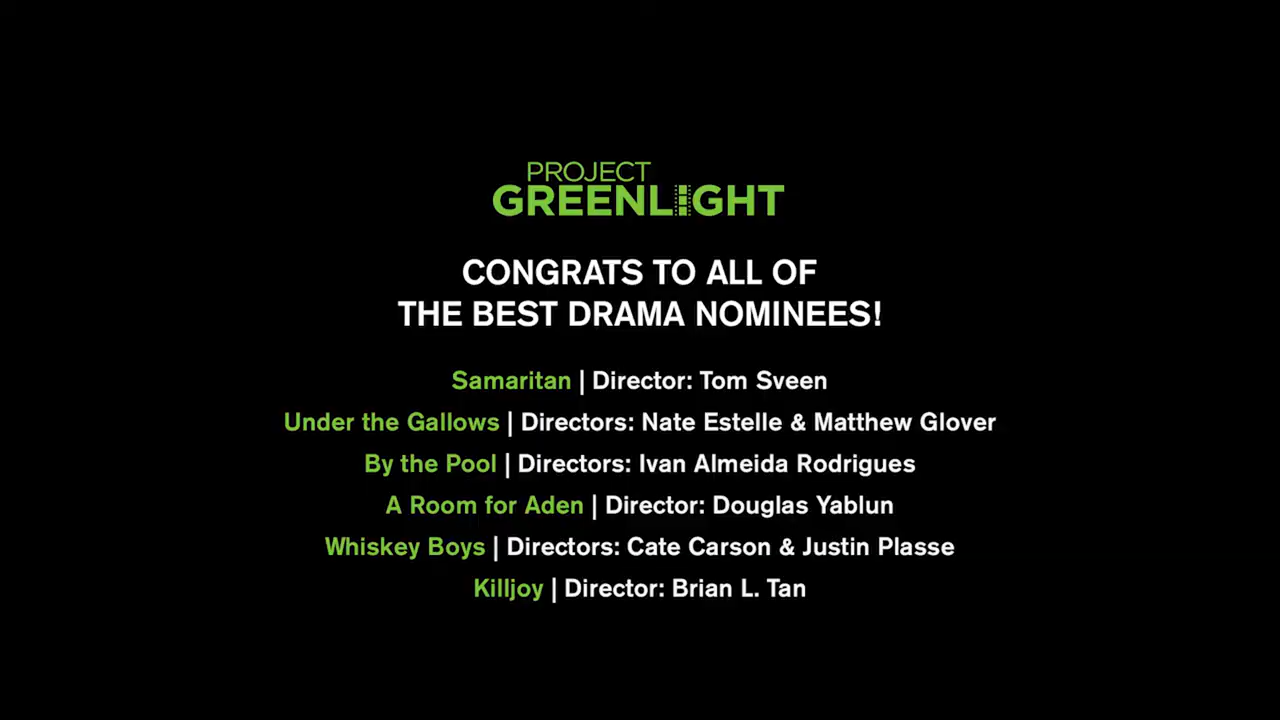 PROJECT
GREENLIGHT
CONGRATS TO ALL OF
THE BEST DRAMA NOMINEES!
Samaritan | Director: Tom Sveen
Under the Gallows | Directors: Nate Estelle & Matthew Glover
By the Pool | Directors: Ivan Almeida Rodrigues
A Room for Aden | Director: Douglas Yablun
Whiskey Boys | Directors: Cate Carson & Justin Plasse
Killjoy | Director: Brian L. Tan